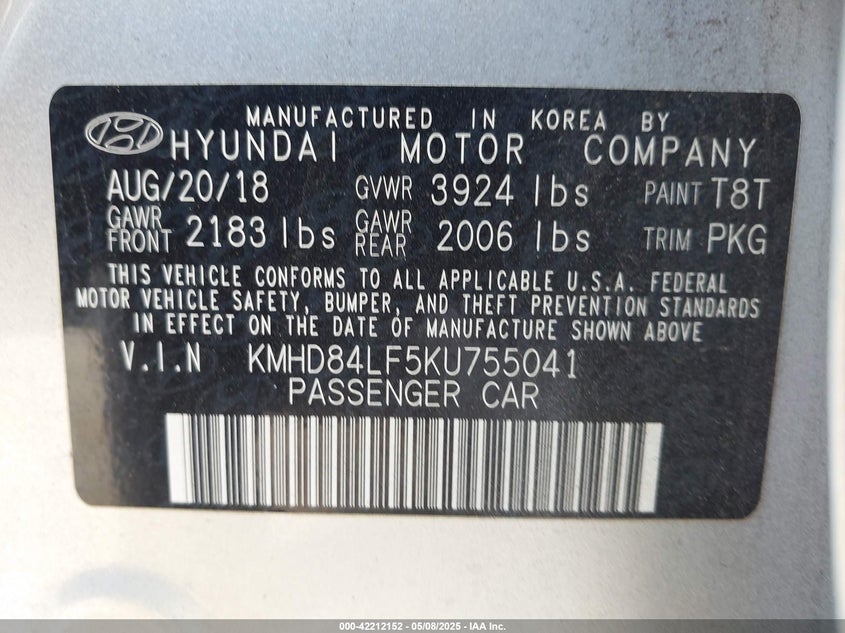 MANUFACTURED IN KOREA BY
HYUNDAI MOTOR COMPANY
AUG/20/18 GVWR 3924 lbs PAINT T8T
GAWR FRONT 2183 lbs GAWR REAR 2006 lbs TRIM PKG
THIS VEHICLE CONFORMS TO ALL APPLICABLE U.S.A. FEDERAL
MOTOR VEHICLE SAFETY, BUMPER, AND THEFT PREVENTION STANDARDS
IN EFFECT ON THE DATE OF MANUFACTURE SHOWN ABOVE
V.I.N KMHD84LF5KU755041
PASSENGER CAR
000-42212152 — 05/08/2025 — IAA Inc.